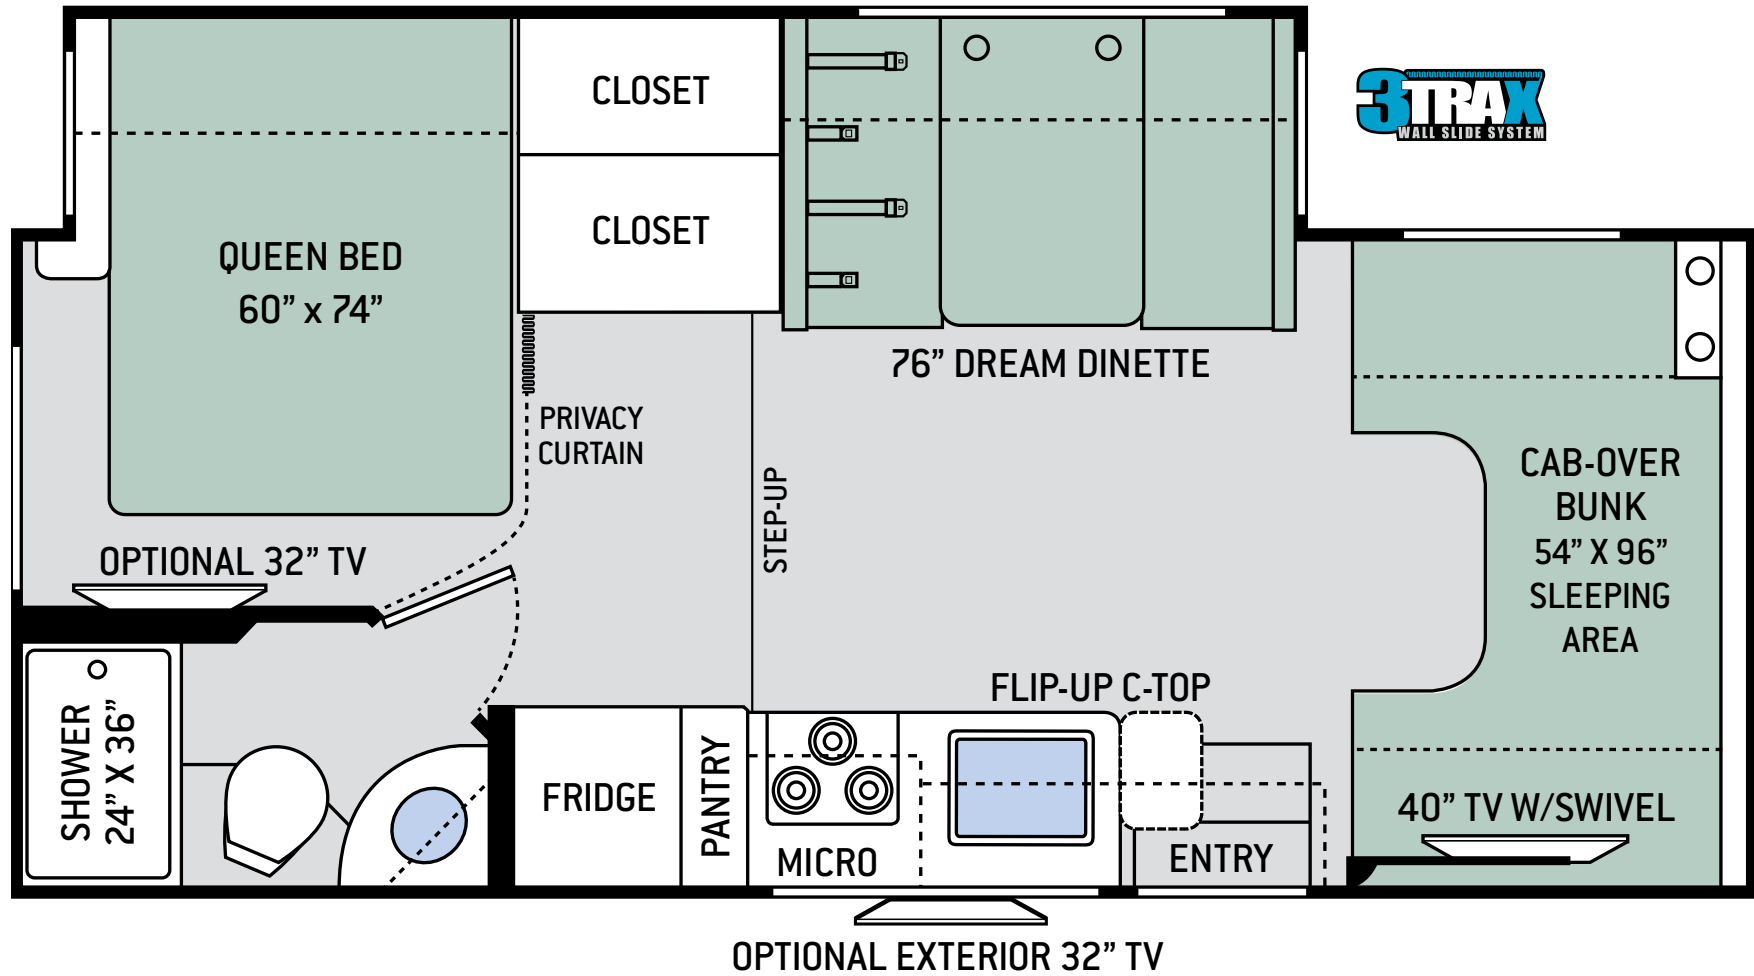 CLOSET
3TRAX
WALL SLIDE SYSTEM
CLOSET
QUEEN BED
60” x 74”
76” DREAM DINETTE
PRIVACY
CURTAIN
STEP-UP
CAB-OVER
BUNK
54” X 96”
SLEEPING
AREA
OPTIONAL 32” TV
FLIP-UP C-TOP
SHOWER
24” X 36”
FRIDGE
PANTRY
MICRO
ENTRY
40” TV W/SWIVEL
OPTIONAL EXTERIOR 32” TV